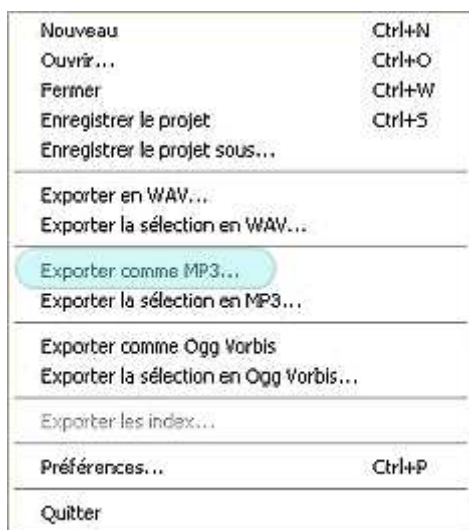 Nouveau Ctrl+N
Ouvrir... Ctrl+O
Fermer Ctrl+W
Enregistrer le projet Ctrl+S
Enregistrer le projet sous...
Exporter en WAV...
Exporter la sélection en WAV...
Exporter comme MP3...
Exporter la sélection en MP3...
Exporter comme Ogg Vorbis
Exporter la sélection en Ogg Vorbis...
Exporter les index...
Préférences... Ctrl+P
Quitter